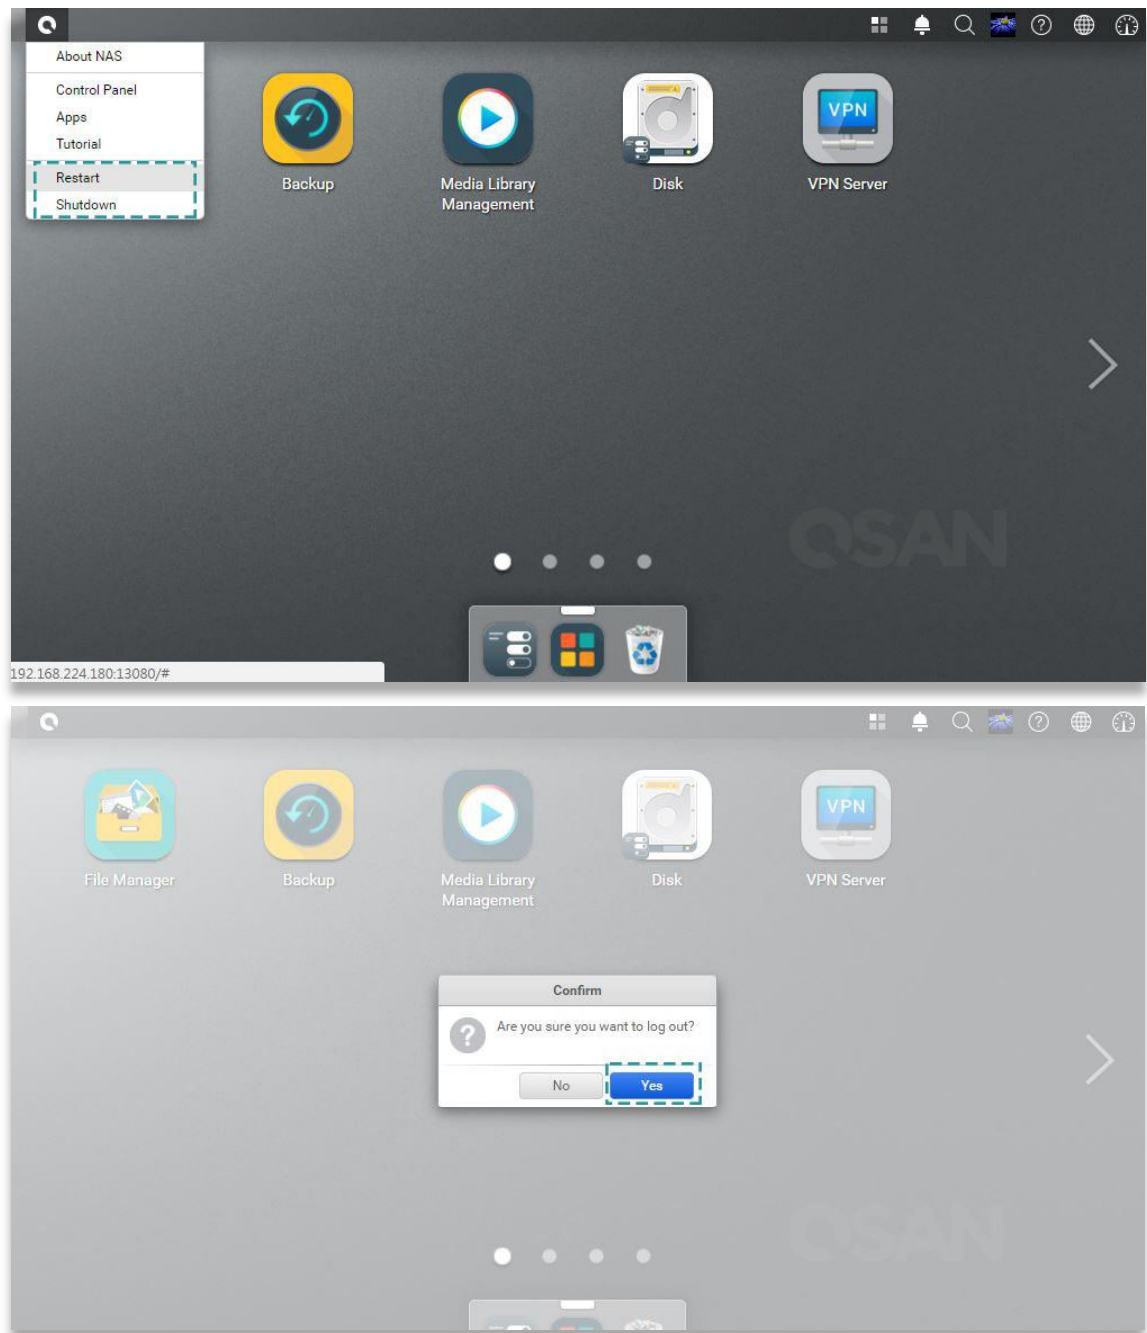 About NAS
Control Panel
Apps
Tutorial
Restart
Shutdown
Backup
Media Library
Management
Disk
VPN
VPN Server
QSAN
192.168.224.180:13080/#
File Manager
Backup
Media Library
Management
Disk
VPN
VPN Server
Confirm
Are you sure you want to log out?
No
Yes
QSAN